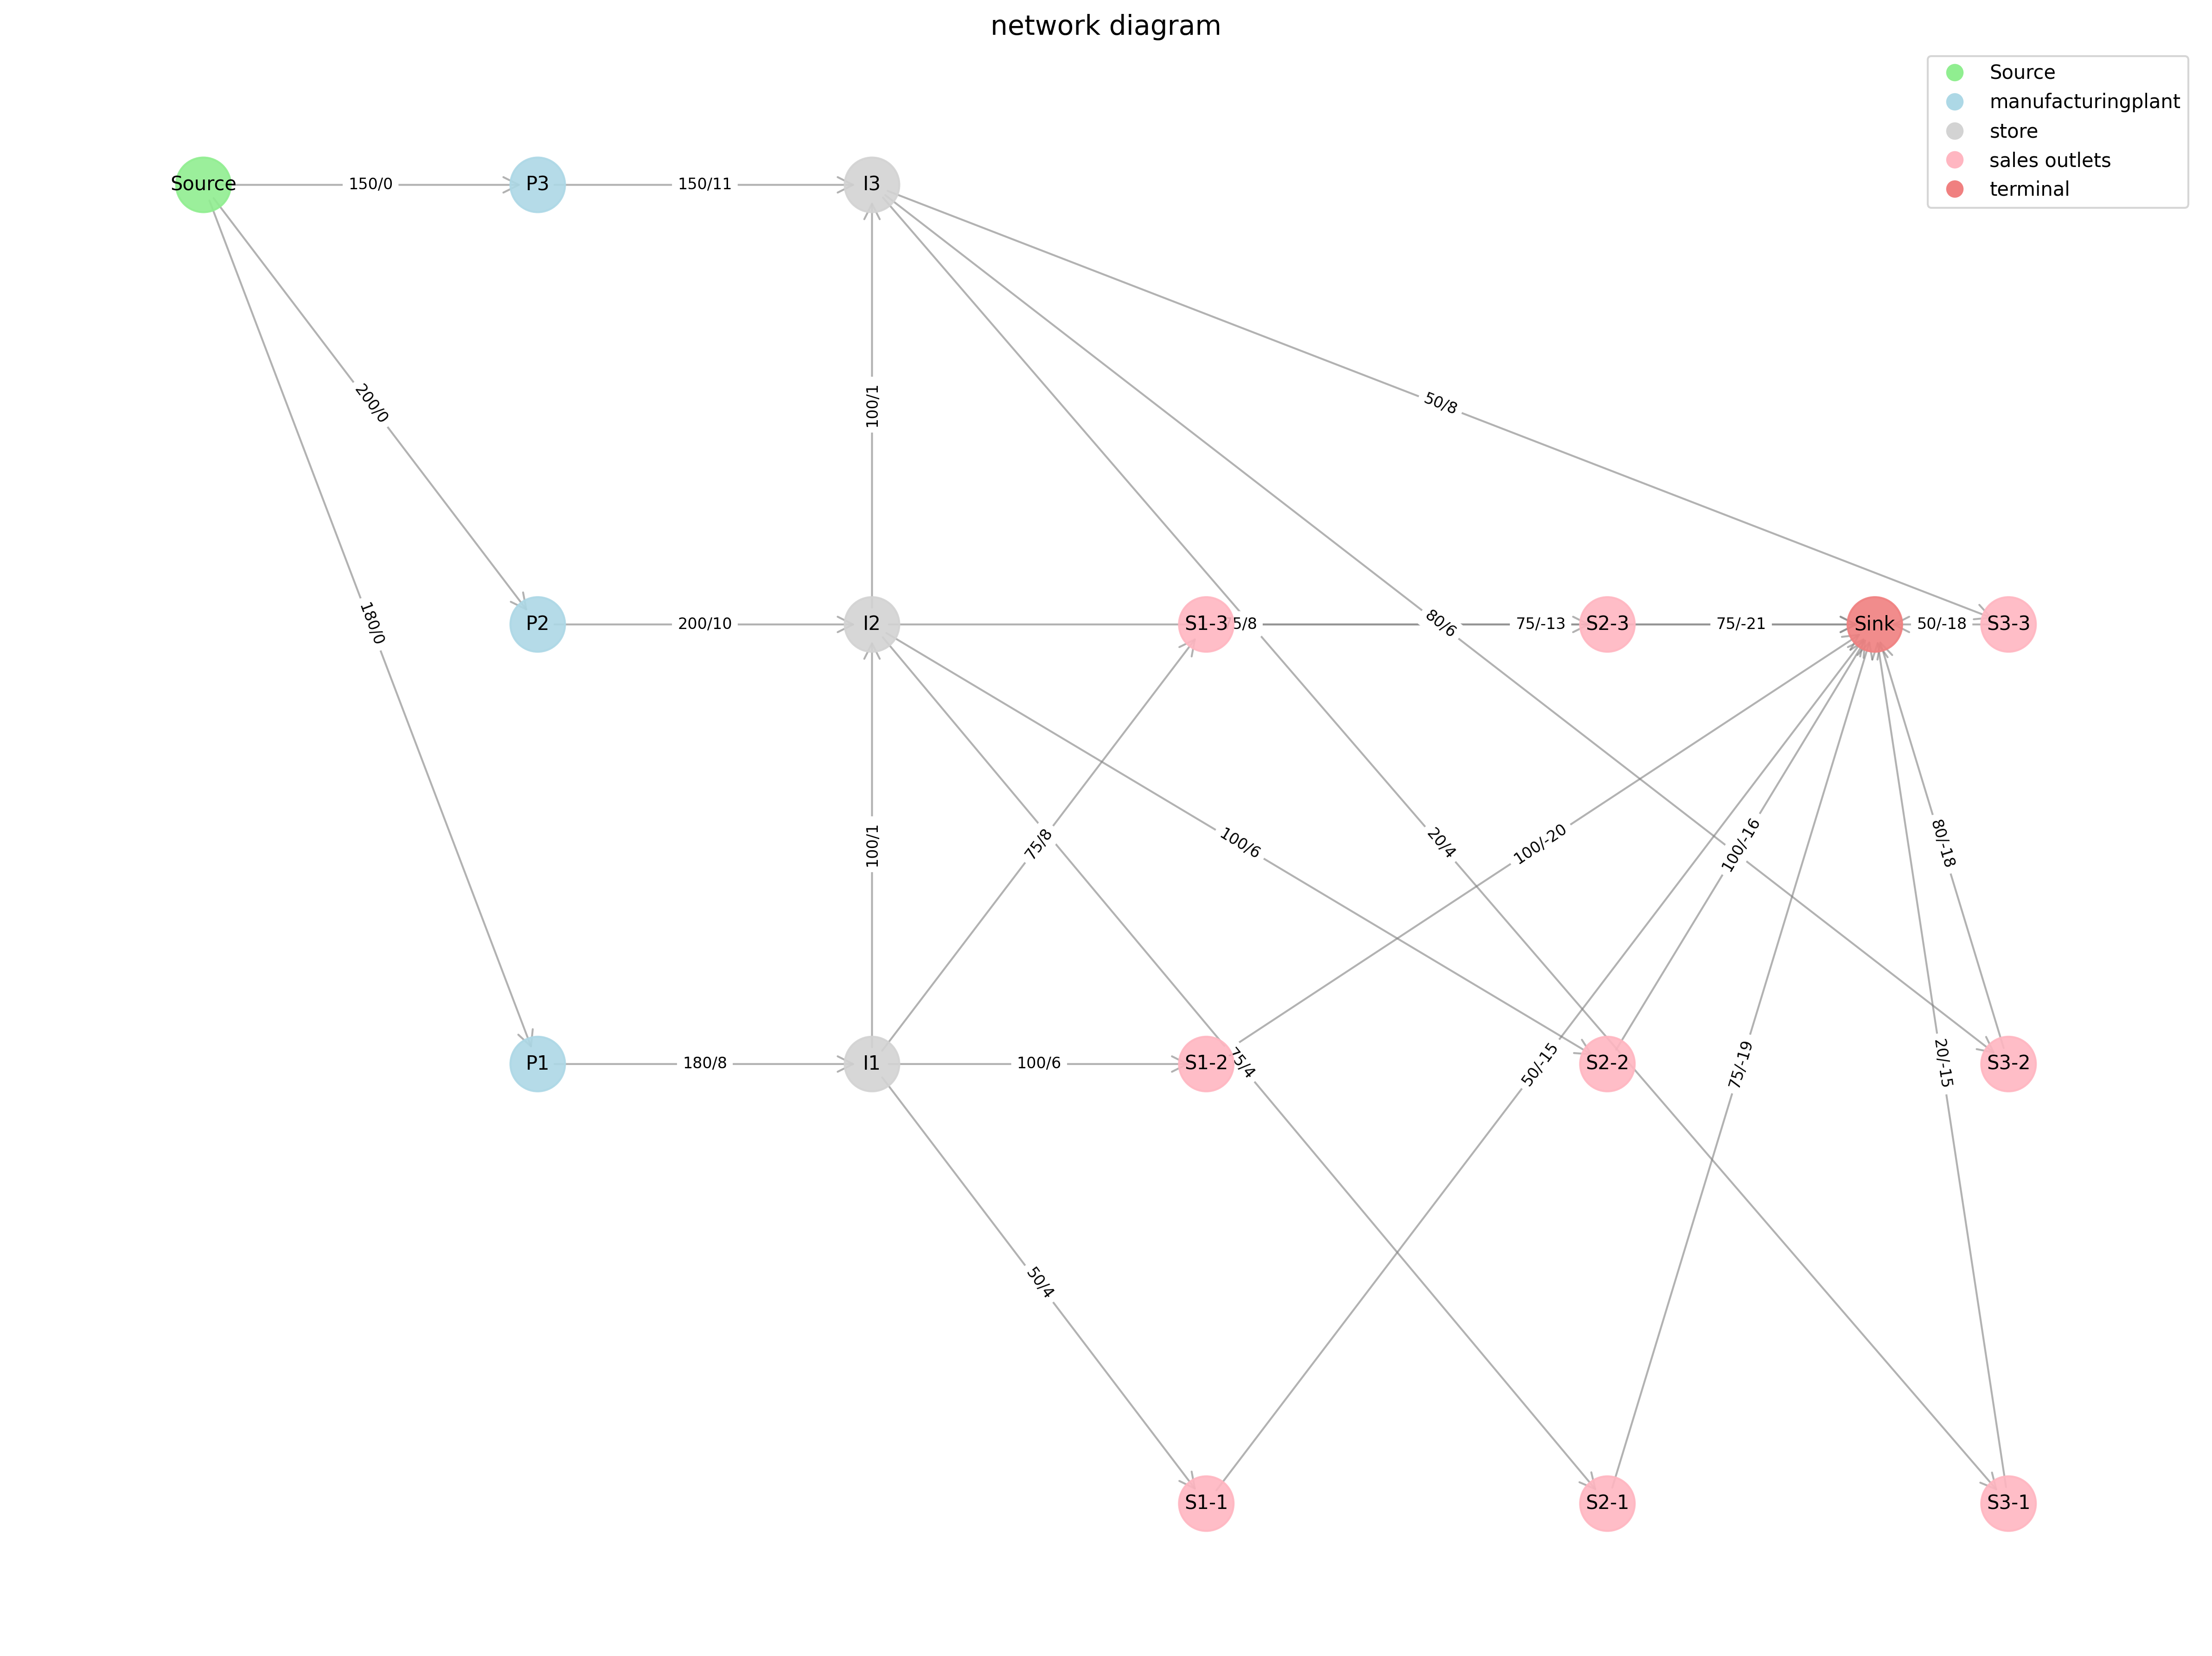 network diagram
Source
manufacturingplant
store
sales outlets
terminal
Source
150/0
P3
150/11
I3
200/0
100/1
50/8
180/0
P2
200/10
I2
S1-3
5/8
80/6
75/-13
S2-3
75/-21
Sink
50/-18
S3-3
100/1
75/8
100/6
20/4
100/-20
100/-16
80/-18
P1
180/8
I1
100/6
S1-2
75/4
50/-15
S2-2
75/-19
20/-15
S3-2
50/4
S1-1
S2-1
S3-1